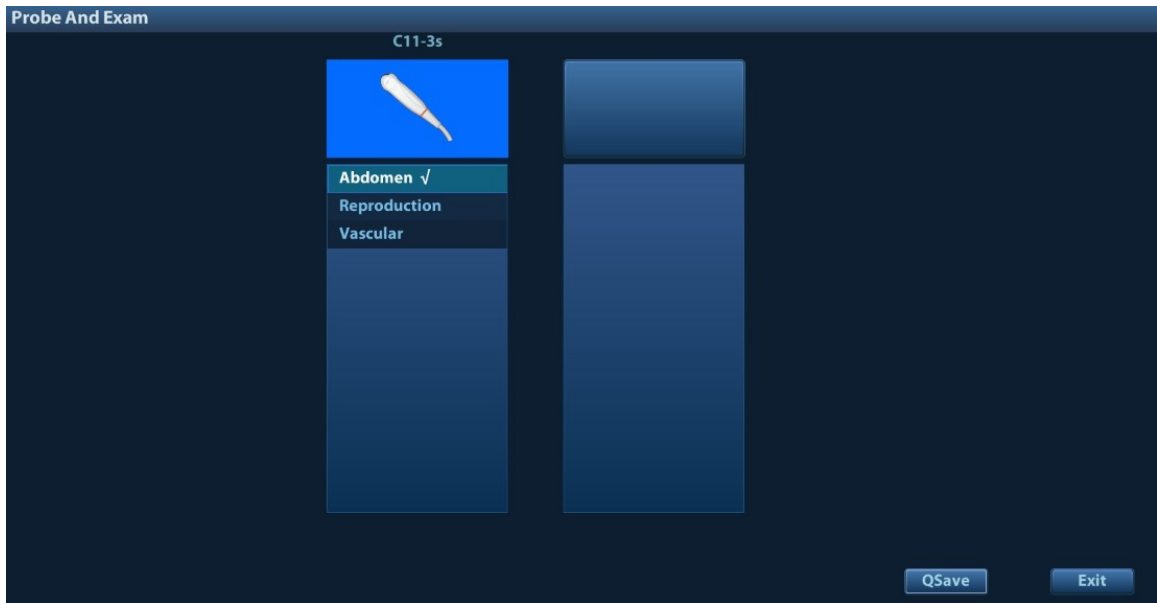 Probe And Exam
C11-3s
Abdomen √
Reproduction
Vascular
QSave
Exit